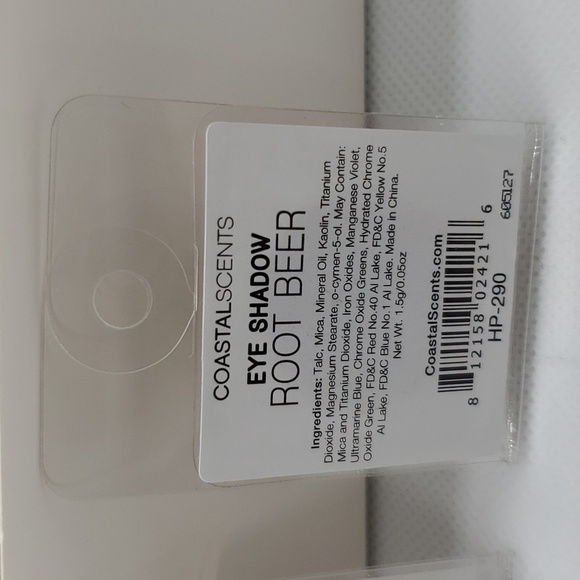 COASTALSCENTS
EYE SHADOW
ROOT BEER
Ingredients: Talc, Mica, Mineral Oil, Kaolin, Titanium
Dioxide, Magnesium Stearate, o-cymen-5-ol. May Contain:
Mica and Titanium Dioxide, Iron Oxides, Manganese Violet,
Ultramarine Blue, Chrome Oxide Greens, Hydrated Chrome
Oxide Green, FD&C Red No.40 Al Lake, FD&C Yellow No.5
Al Lake, FD&C Blue No.1 Al Lake. Made in China.
Net Wt. 1.5g/0.05oz
CoastalScents.com
8 12158 02421 6
HP-290
605127